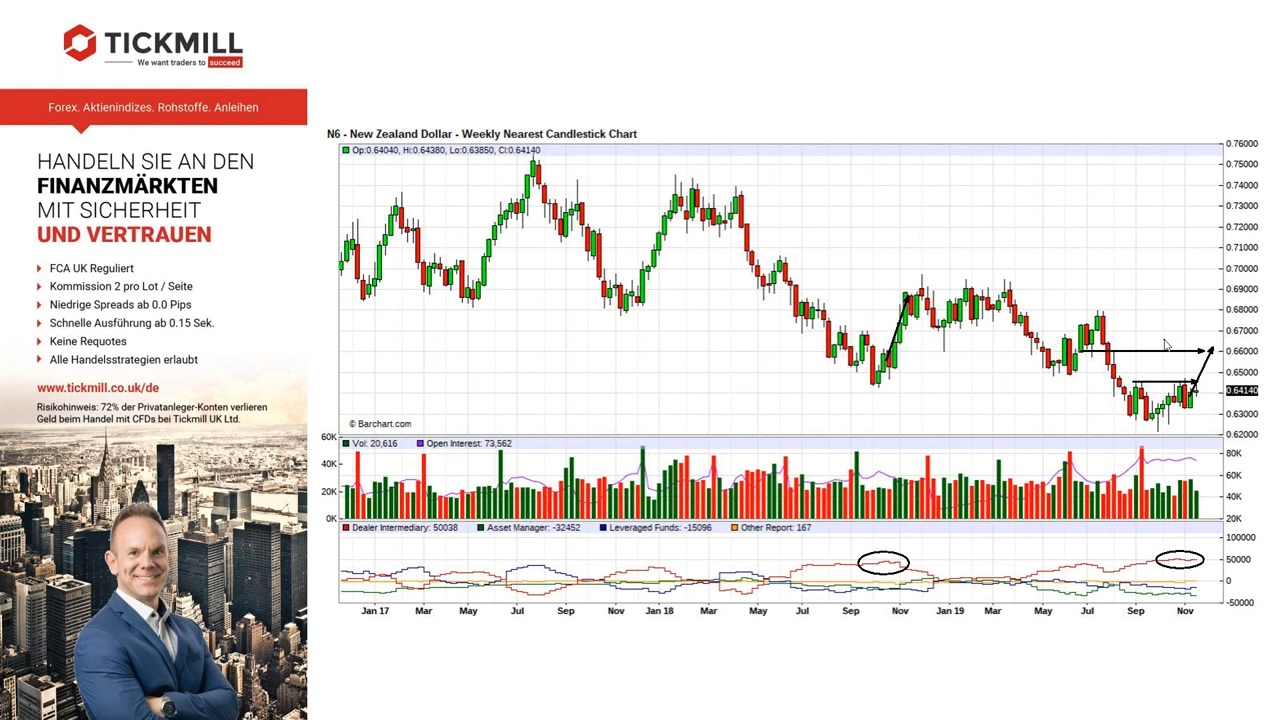 TICKMILL
We want traders to succeed
Forex. Aktienindizes. Rohstoffe. Anleihen
HANDELN SIE AN DEN
FINANZMÄRKTEN
MIT SICHERHEIT
UND VERTRAUEN
FCA UK Reguliert
Kommission 2 pro Lot / Seite
Niedrige Spreads ab 0.0 Pips
Schnelle Ausführung ab 0.15 Sek.
Keine Requotes
Alle Handelsstrategien erlaubt
www.tickmill.co.uk/de
Risikohinweis: 72% der Privatanleger-Konten verlieren
Geld beim Handel mit CFDs bei Tickmill UK Ltd.
N6 - New Zealand Dollar - Weekly Nearest Candlestick Chart
Op:0.64040, Hi:0.64380, Lo:0.63850, Cl:0.64140
0.76000
0.75000
0.74000
0.73000
0.72000
0.71000
0.70000
0.69000
0.68000
0.67000
0.66000
0.65000
0.64140
0.63000
0.62000
© Barchart.com
Vol: 20,616 Open Interest: 73,562
60K
40K
20K
0K
80K
60K
40K
20K
Dealer Intermediary: 50038 Asset Manager: -32452 Leveraged Funds: -15096 Other Report: 167
100000
50000
0
-50000
Jan 17 Mar May Jul Sep Nov Jan 18 Mar May Jul Sep Nov Jan 19 Mar May Jul Sep Nov